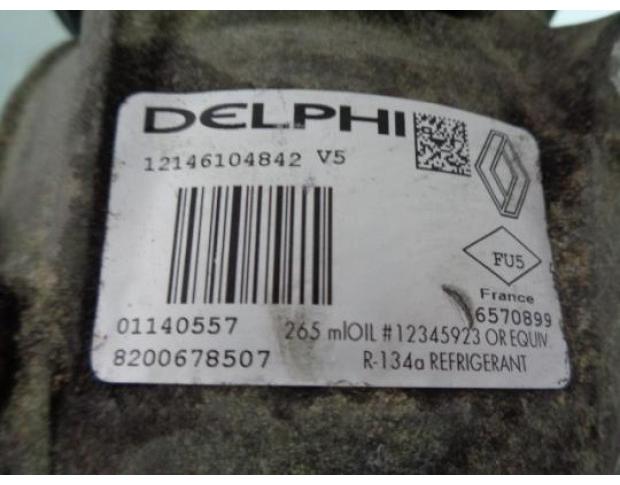 DELPHI
12146104842 V5
FU5
France
6570899
01140557 265 mlOIL #12345923 OR EQUIV.
8200678507 R-134a REFRIGERANT